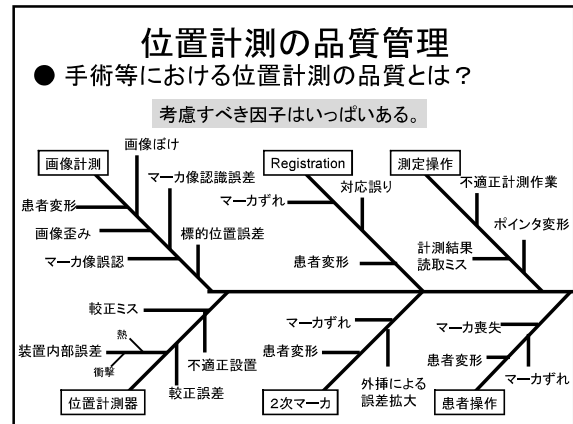 位置計測の品質管理
● 手術等における位置計測の品質とは？
考慮すべき因子はいっぱいある。
画像計測
画像ぼけ
マーカ像認識誤差
患者変形
画像歪み
マーカ像誤認
標的位置誤差
Registration
マーカずれ
対応誤り
患者変形
測定操作
不適正計測作業
ポインタ変形
計測結果
読取ミス
較正ミス
熱
装置内部誤差
衝撃
不適正設置
較正誤差
位置計測器
マーカずれ
患者変形
外挿による
誤差拡大
２次マーカ
マーカ喪失
患者変形
マーカずれ
患者操作